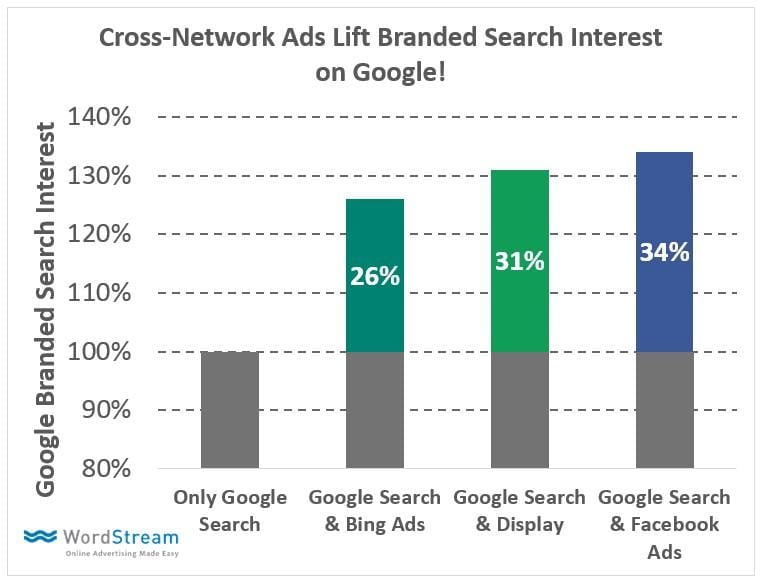 Cross-Network Ads Lift Branded Search Interest
on Google!
Google Branded Search Interest
140%
130%
120%
110%
100%
90%
80%
26%
31%
34%
Only Google
Search
Google Search
& Bing Ads
Google Search
& Display
Google Search
& Facebook
Ads
WordStream
Online Advertising Made Easy